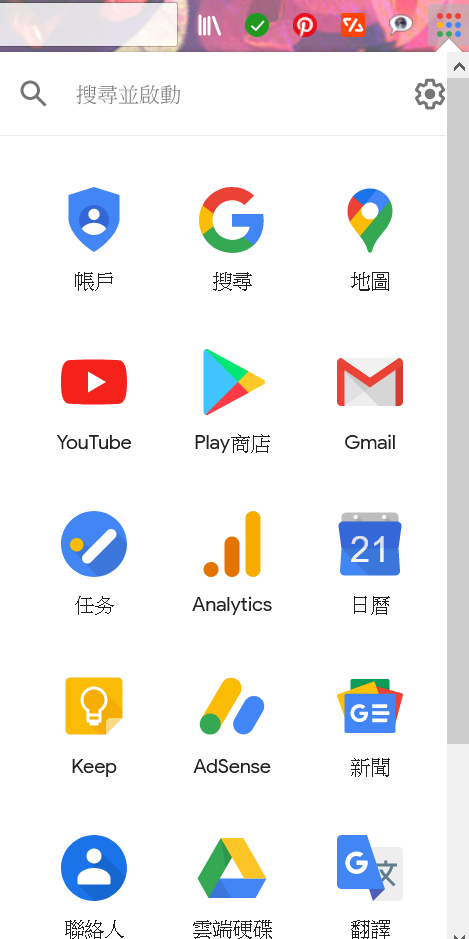 搜尋並啟動
帳戶
搜尋
地圖
YouTube
Play商店
Gmail
任务
Analytics
21
日曆
Keep
AdSense
GE
新聞
聯絡人
雲端硬碟
G 文
翻譯